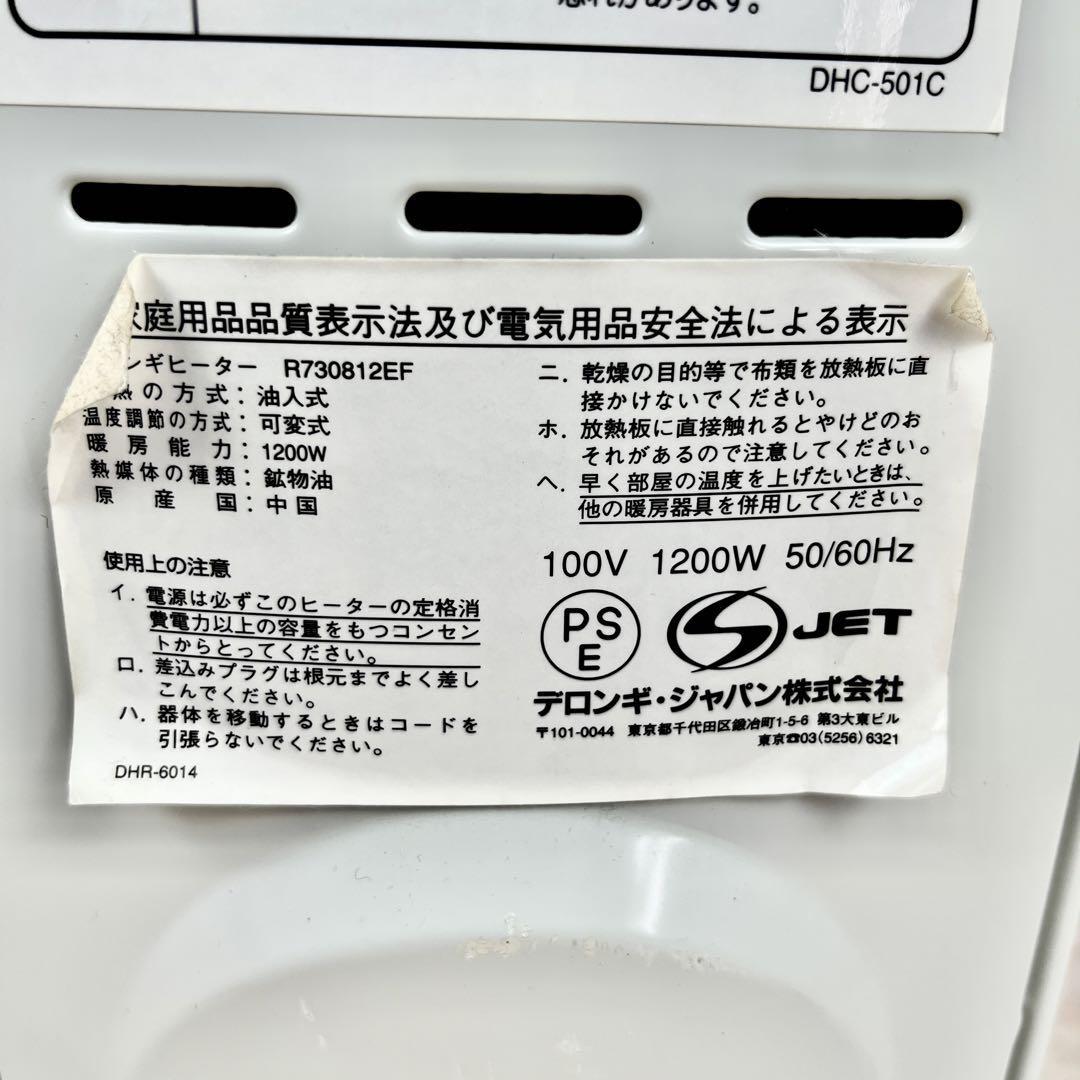 恐れがあります。
DHC-501C
家庭用品品質表示法及び電気用品安全法による表示
ンギヒーター R730812EF
熱の方式：油入式
温度調節の方式：可変式
暖房能力：1200W
熱媒体の種類：鉱物油
原産国：中国
使用上の注意
イ．電源は必ずこのヒーターの定格消
費電力以上の容量をもつコンセン
トからとってください。
ロ．差込みプラグは根元までよく差し
こんでください。
ハ．器体を移動するときはコードを
引張らないでください。
DHR-6014
ニ．乾燥の目的等で布類を放熱板に直
接かけないでください。
ホ．放熱板に直接触れるとやけどのお
それがあるので注意してください。
ヘ．早く部屋の温度を上げたいときは、
他の暖房器具を併用してください。
100V 1200W 50/60Hz
PS
E
JET
デロンギ・ジャパン株式会社
〒101-0044 東京都千代田区鍛冶町1-5-6 第3大東ビル
東京☎03(5256)6321